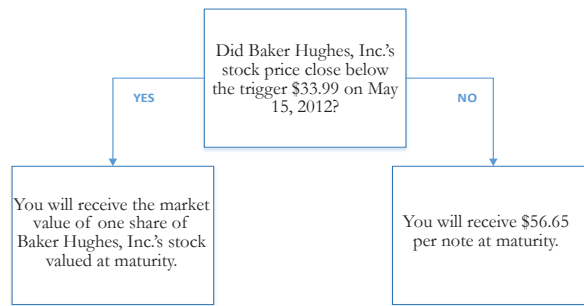 Did Baker Hughes, Inc.'s
stock price close below
the trigger $33.99 on May
15, 2012?
YES
NO
You will receive the market
value of one share of
Baker Hughes, Inc.'s stock
valued at maturity.
You will receive $56.65
per note at maturity.